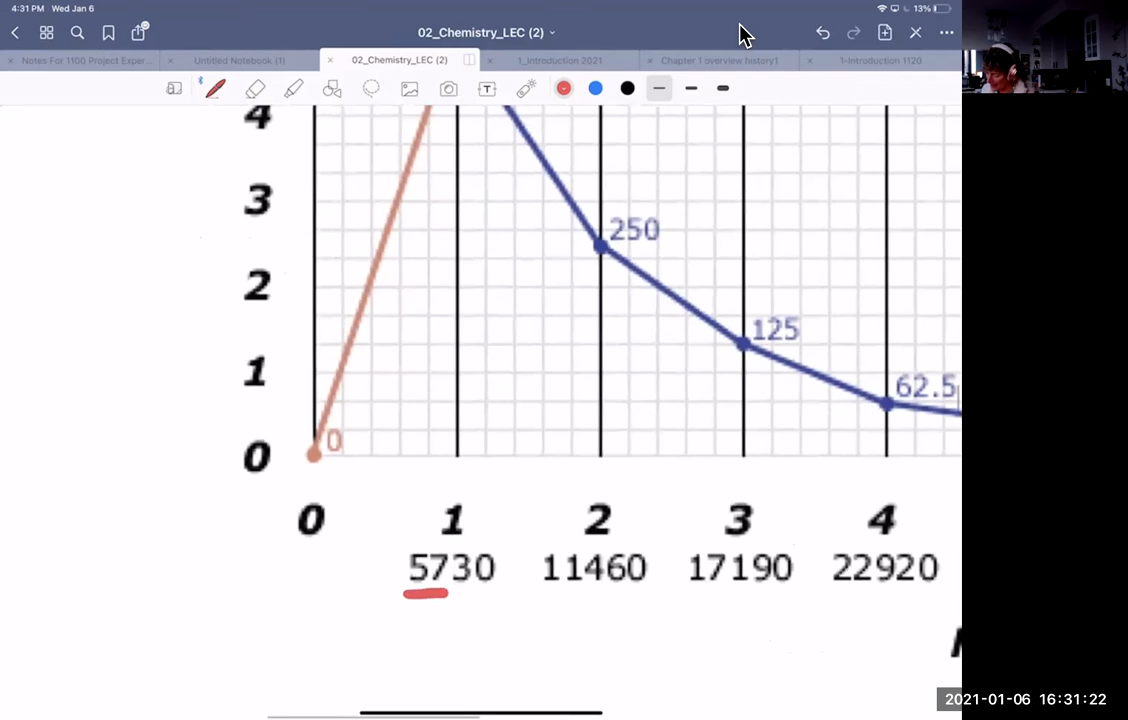 4:31 PM Wed Jan 6
13%
02_Chemistry_LEC (2)
Notes For 1100 Project Exper...
Untitled Notebook (1)
02_Chemistry_LEC (2)
1_Introduction 2021
Chapter 1 overview history1
1-Introduction 1120
T
4
3
250
2
125
1
62.5
0
0
0 1 2 3 4
5730 11460 17190 22920
2021-01-06 16:31:22